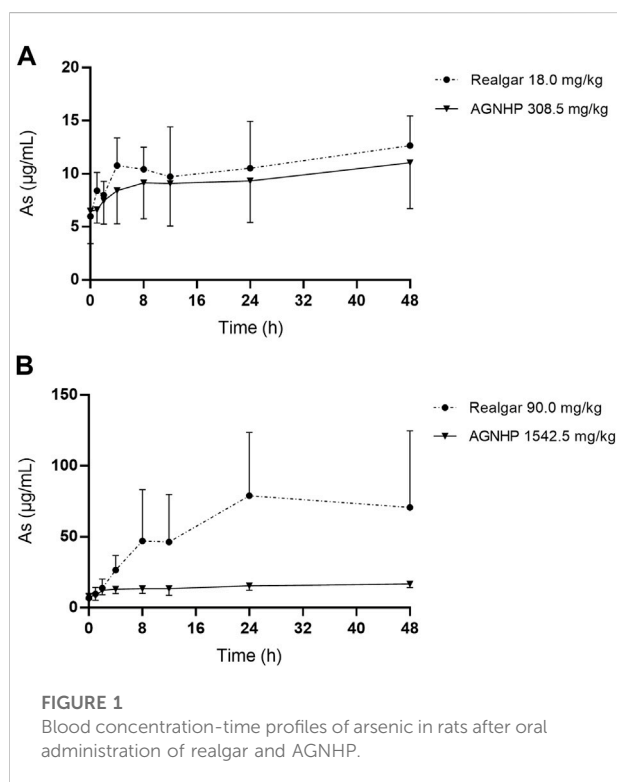 A
20
15
10
5
0
As (µg/mL)
0 8 16 24 32 40 48
Time (h)
Realgar 18.0 mg/kg
AGNHP 308.5 mg/kg
B
150
100
50
0
As (µg/mL)
0 8 16 24 32 40 48
Time (h)
Realgar 90.0 mg/kg
AGNHP 1542.5 mg/kg
FIGURE 1
Blood concentration-time profiles of arsenic in rats after oral
administration of realgar and AGNHP.